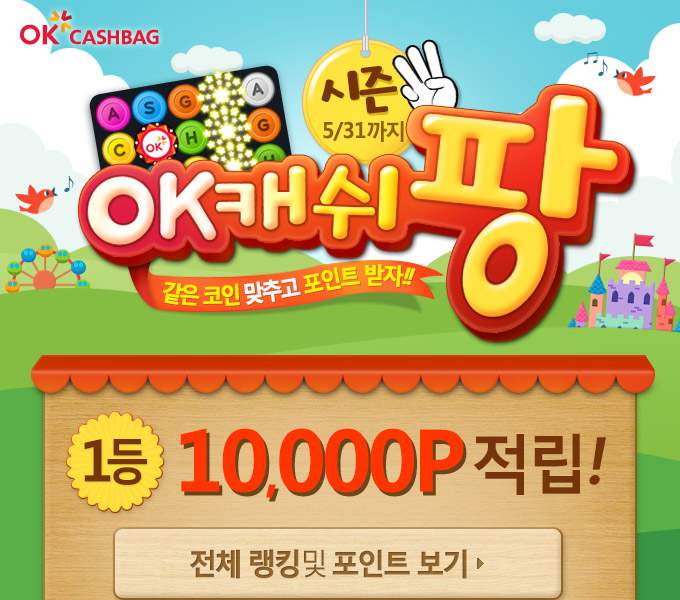 OK CASHBAG
시즌
5/31까지
A S G A
C OK H G
H H
OK캐쉬팡
같은 코인 맞추고 포인트 받자!!
1등 10,000P 적립!
전체 랭킹및 포인트 보기